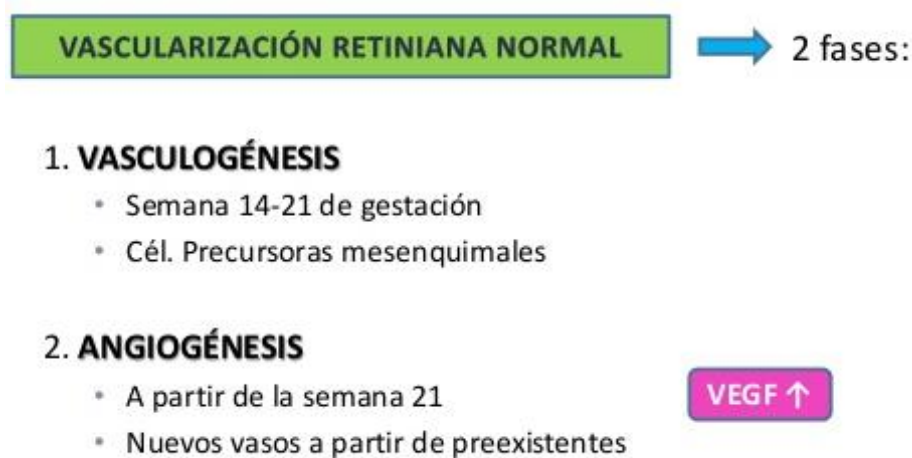 VASCULARIZACIÓN RETINIANA NORMAL
2 fases:
1. VASCULOGÉNESIS
• Semana 14-21 de gestación
• Cél. Precursoras mesenquimales
2. ANGIOGÉNESIS
• A partir de la semana 21
VEGF ↑
• Nuevos vasos a partir de preexistentes